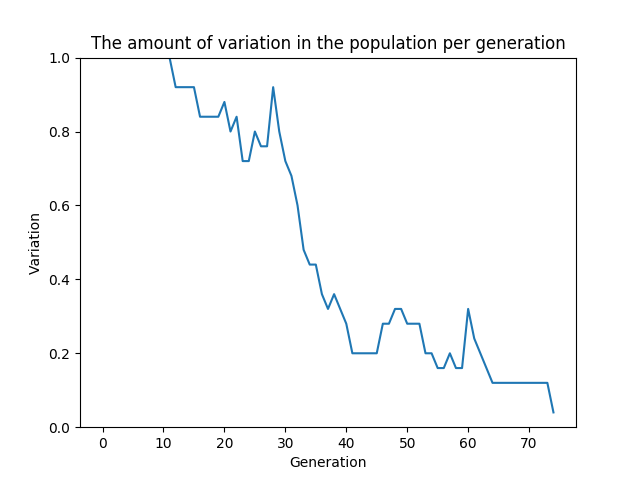 The amount of variation in the population per generation
1.0
0.8
0.6
0.4
0.2
0.0
Variation
0 10 20 30 40 50 60 70
Generation